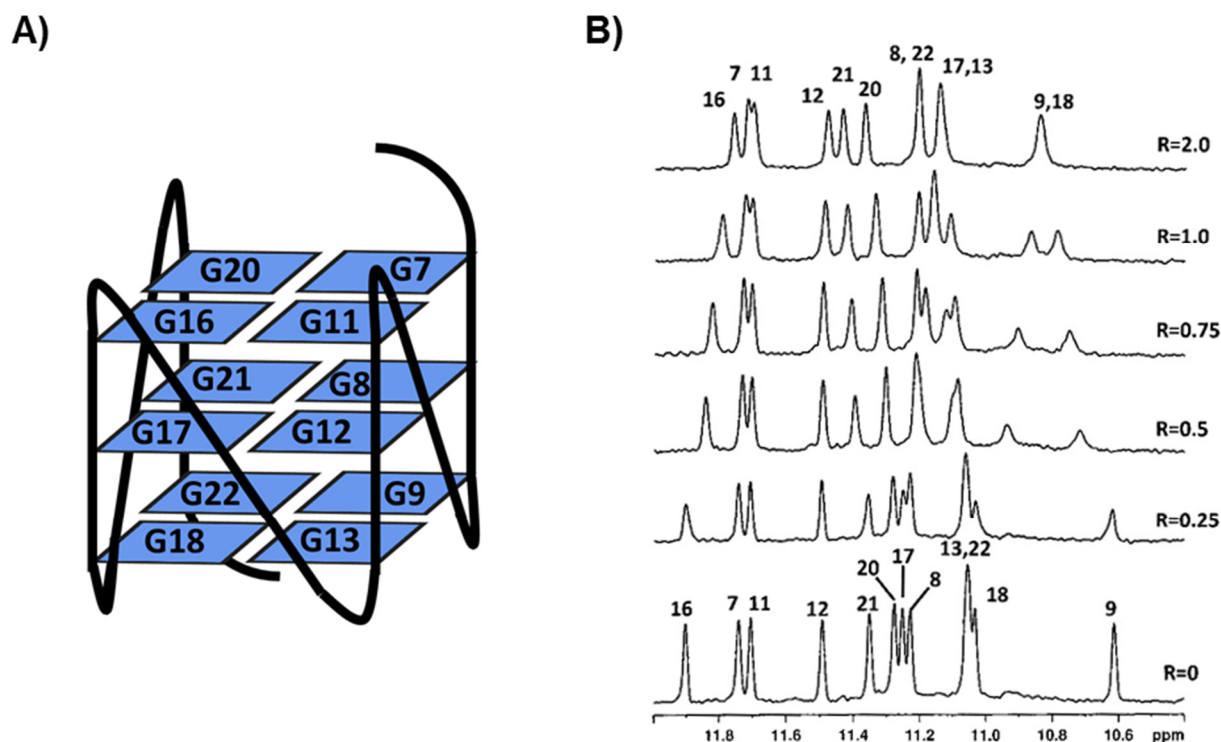 A)
B)
G20
G7
G16
G11
G21
G8
G17
G12
G22
G9
G18
G13
16
7 11
12
21
20
8, 22
17,13
9,18
R=2.0
R=1.0
R=0.75
R=0.5
R=0.25
16
7 11
12
21
20
17
8
13,22
18
9
R=0
11.8 11.6 11.4 11.2 11.0 10.8 10.6 ppm